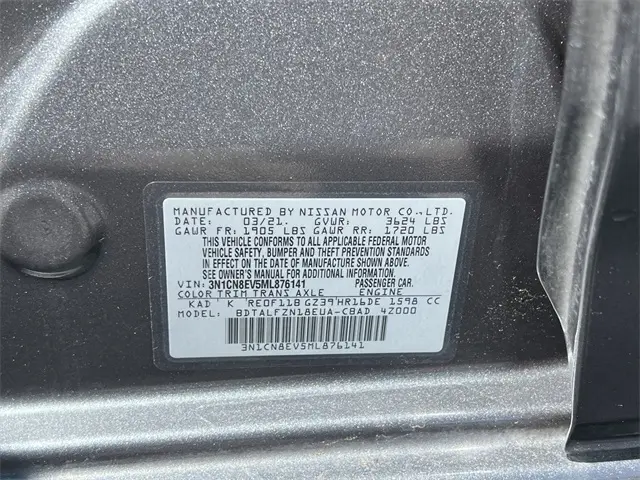 MANUFACTURED BY NISSAN MOTOR CO.,LTD.
DATE: 03/21. GVWR: 3624 LBS
GAWR FR: 1905 LBS GAWR RR: 1720 LBS
THIS VEHICLE CONFORMS TO ALL APPLICABLE FEDERAL MOTOR
VEHICLE SAFETY, BUMPER AND THEFT PREVENTION STANDARDS
IN EFFECT ON THE DATE OF MANUFACTURE SHOWN ABOVE.
SEE OWNER'S MANUAL FOR ADDITIONAL INFORMATION
VIN: 3N1CN8EV5ML876141 PASSENGER CAR.
COLOR TRIM TRANS AXLE ENGINE
KAD ' K ' RE0F11B GZ39'HR16DE 1598 CC
MODEL: BDTALFZN18EUA-CBAD 4Z000
3N1CN8EV5ML876141